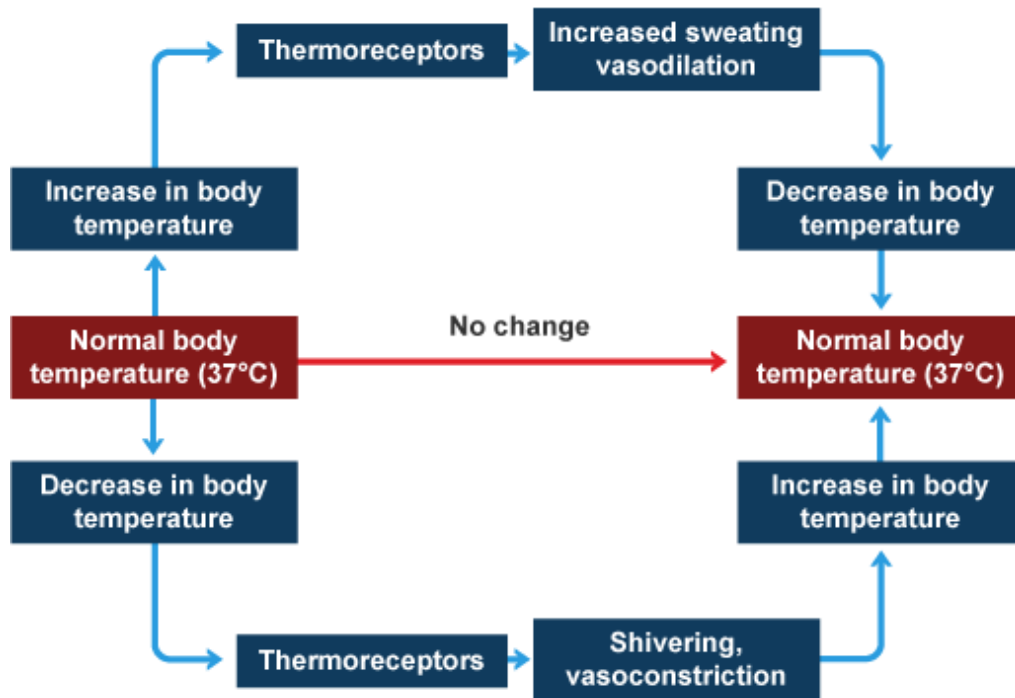 Thermoreceptors
Increased sweating
vasodilation
Increase in body
temperature
Decrease in body
temperature
Normal body
temperature (37°C)
No change
Normal body
temperature (37°C)
Decrease in body
temperature
Increase in body
temperature
Thermoreceptors
Shivering,
vasoconstriction